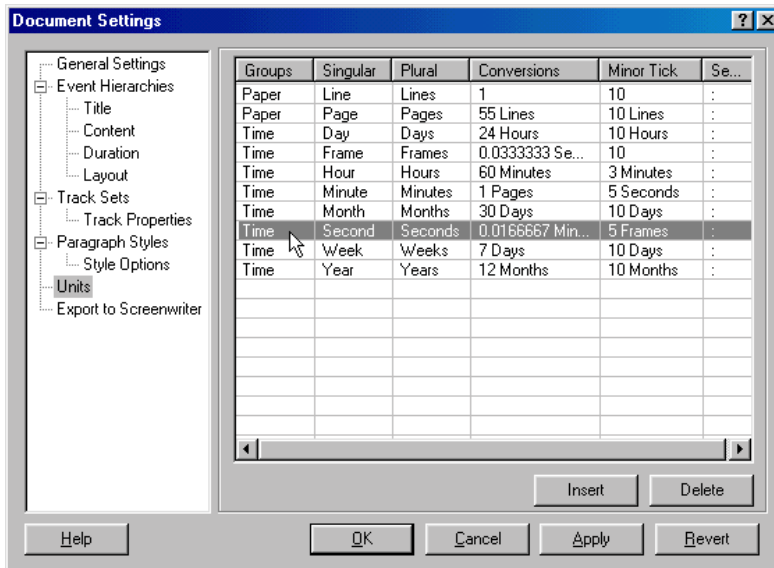 Document Settings
General Settings
Event Hierarchies
Title
Content
Duration
Layout
Track Sets
Track Properties
Paragraph Styles
Style Options
Units
Export to Screenwriter
Groups Singular Plural Conversions Minor Tick Se...
Paper Line Lines 1 10 :
Paper Page Pages 55 Lines 10 Lines :
Time Day Days 24 Hours 10 Hours :
Time Frame Frames 0.0333333 Se... 10 :
Time Hour Hours 60 Minutes 3 Minutes :
Time Minute Minutes 1 Pages 5 Seconds :
Time Month Months 30 Days 10 Days :
Time Second Seconds 0.0166667 Min... 5 Frames :
Time Week Weeks 7 Days 10 Days :
Time Year Years 12 Months 10 Months :
Insert Delete
Help OK Cancel Apply Revert